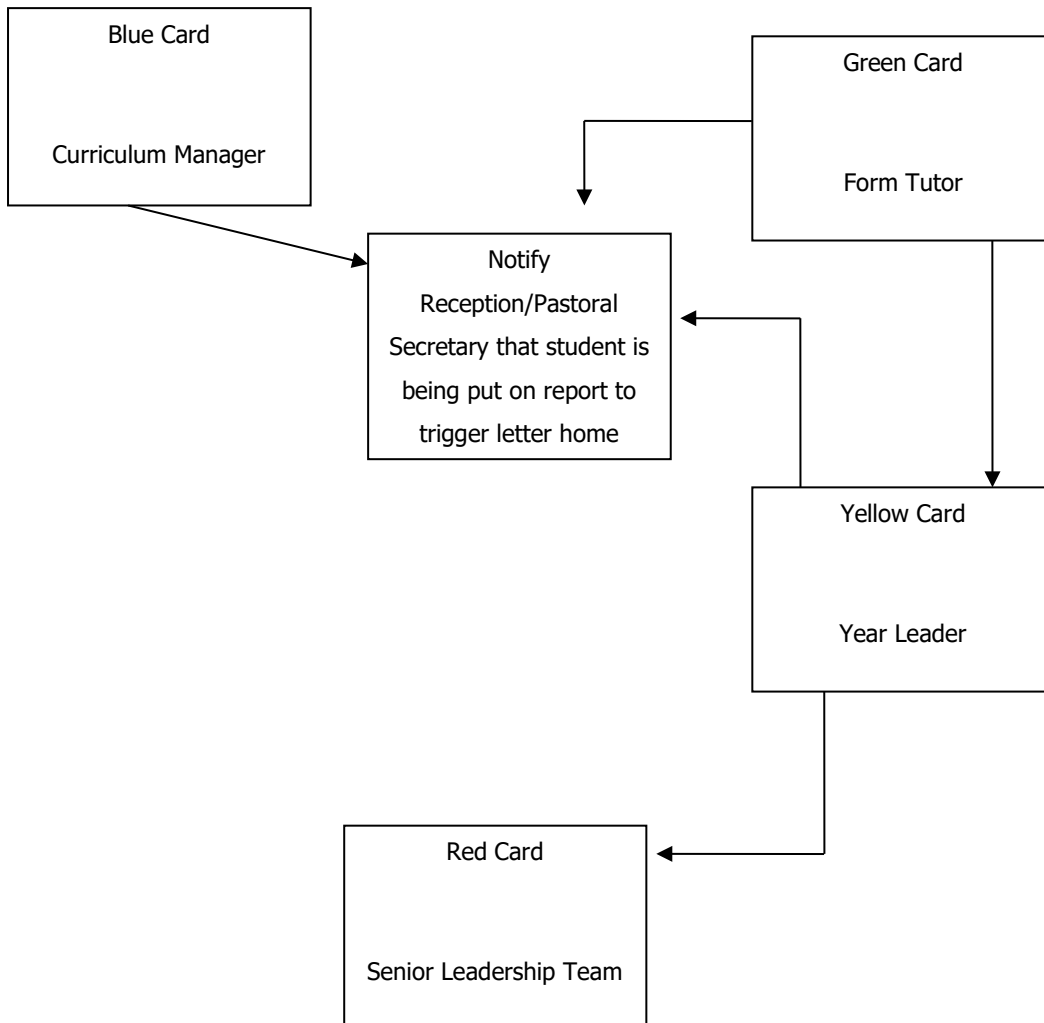 Blue Card
Curriculum Manager
Green Card
Form Tutor
Notify
Reception/Pastoral
Secretary that student is
being put on report to
trigger letter home
Yellow Card
Year Leader
Red Card
Senior Leadership Team